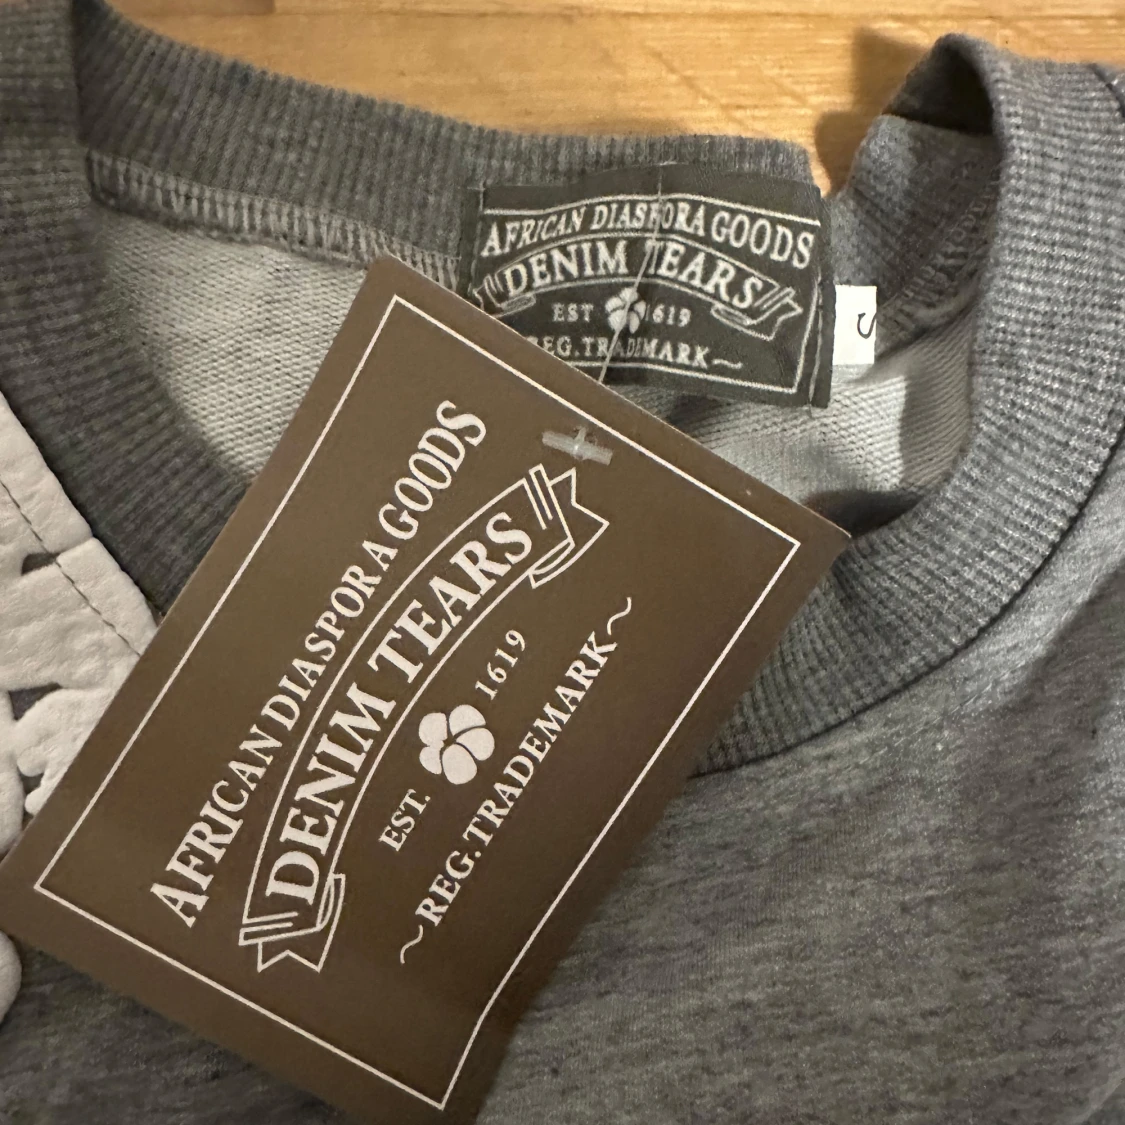 AFRICAN DIASPORA GOODS
DENIM TEARS
EST 1619
REG. TRADEMARK~
S
AFRICAN DIASPORA GOODS
DENIM TEARS
EST. 1619
~REG. TRADEMARK~